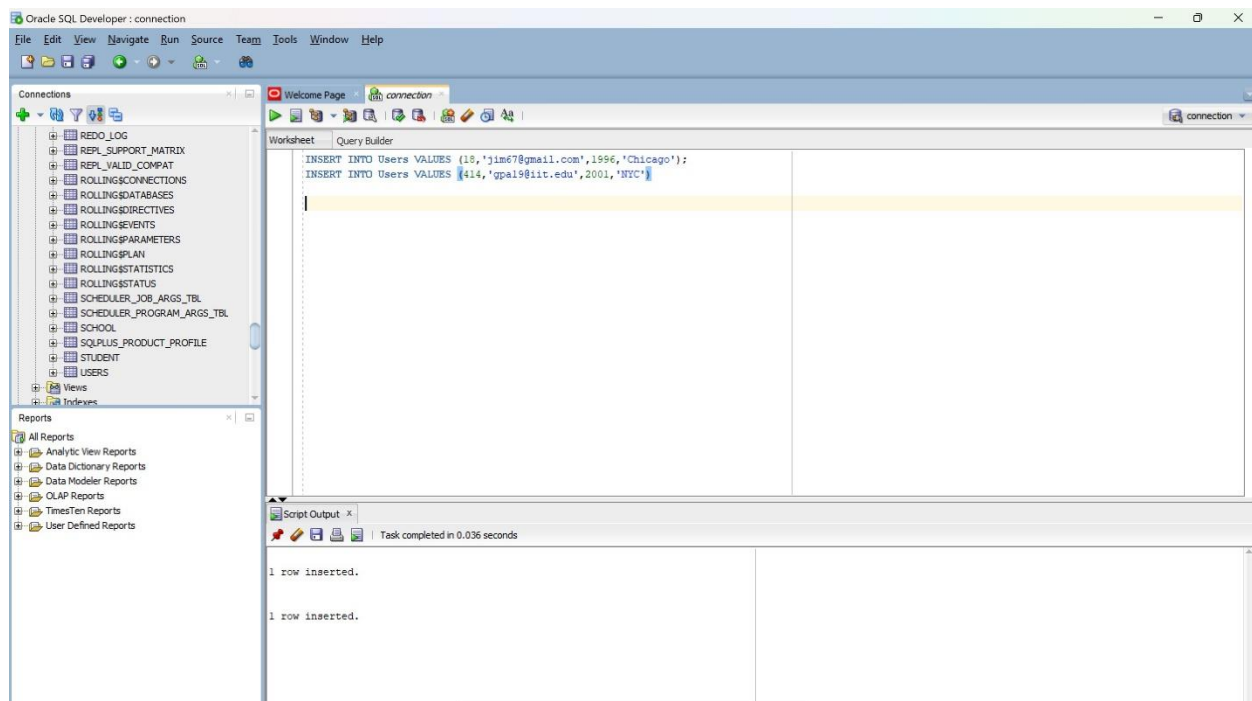 Oracle SQL Developer : connection
File Edit View Navigate Run Source Team Tools Window Help
Connections
Welcome Page
connection
connection
Worksheet Query Builder
REDO_LOG
REPL_SUPPORT_MATRIX
REPL_VALID_COMPAT
ROLLING$CONNECTIONS
ROLLING$DATABASES
ROLLING$DIRECTIVES
ROLLING$EVENTS
ROLLING$PARAMETERS
ROLLING$PLAN
ROLLING$STATISTICS
ROLLING$STATUS
SCHEDULER_JOB_ARGS_TBL
SCHEDULER_PROGRAM_ARGS_TBL
SCHOOL
SQLPLUS_PRODUCT_PROFILE
STUDENT
USERS
Views
Indexes
INSERT INTO Users VALUES (18,'jim67@gmail.com',1996,'Chicago');
INSERT INTO Users VALUES (414,'gpal9@iit.edu',2001,'NYC')
Reports
All Reports
Analytic View Reports
Data Dictionary Reports
Data Modeler Reports
OLAP Reports
TimesTen Reports
User Defined Reports
Script Output
Task completed in 0.036 seconds
1 row inserted.
1 row inserted.